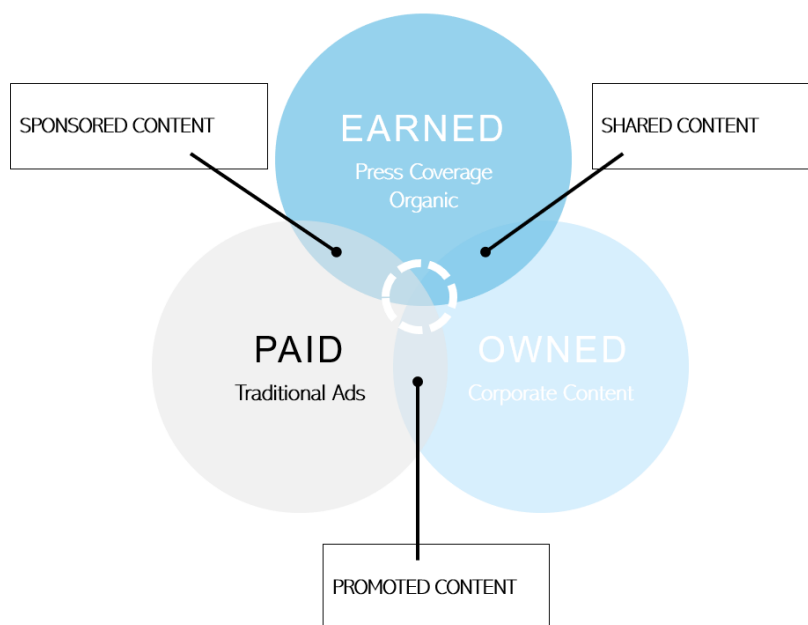 SPONSORED CONTENT
EARNED
Press Coverage
Organic
SHARED CONTENT
PAID
Traditional Ads
OWNED
Corporate Content
PROMOTED CONTENT